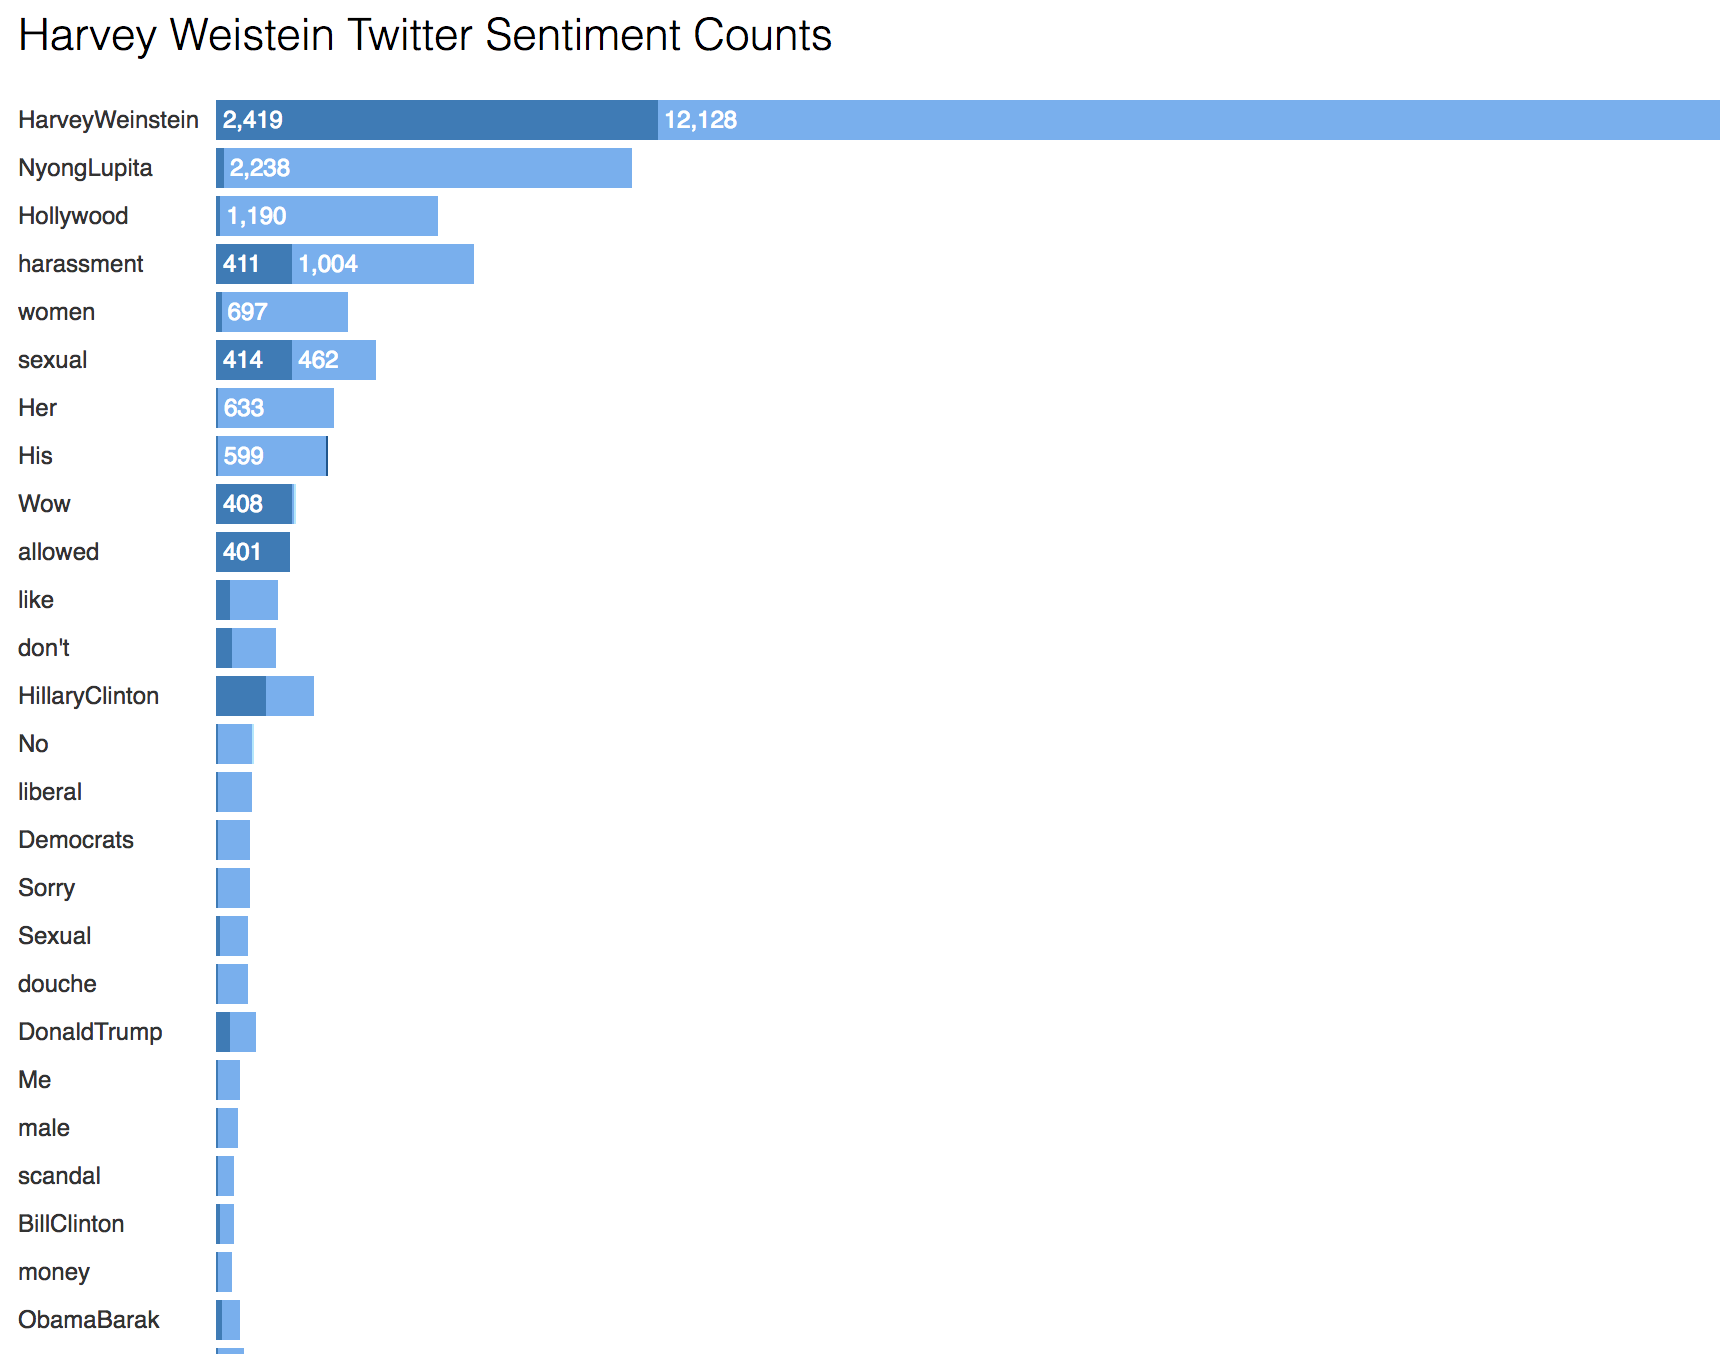 Harvey Weistein Twitter Sentiment Counts
HarveyWeinstein 2,419 12,128
NyongLupita 2,238
Hollywood 1,190
harassment 411 1,004
women 697
sexual 414 462
Her 633
His 599
Wow 408
allowed 401
like
don't
HillaryClinton
No
liberal
Democrats
Sorry
Sexual
douche
DonaldTrump
Me
male
scandal
BillClinton
money
ObamaBarak